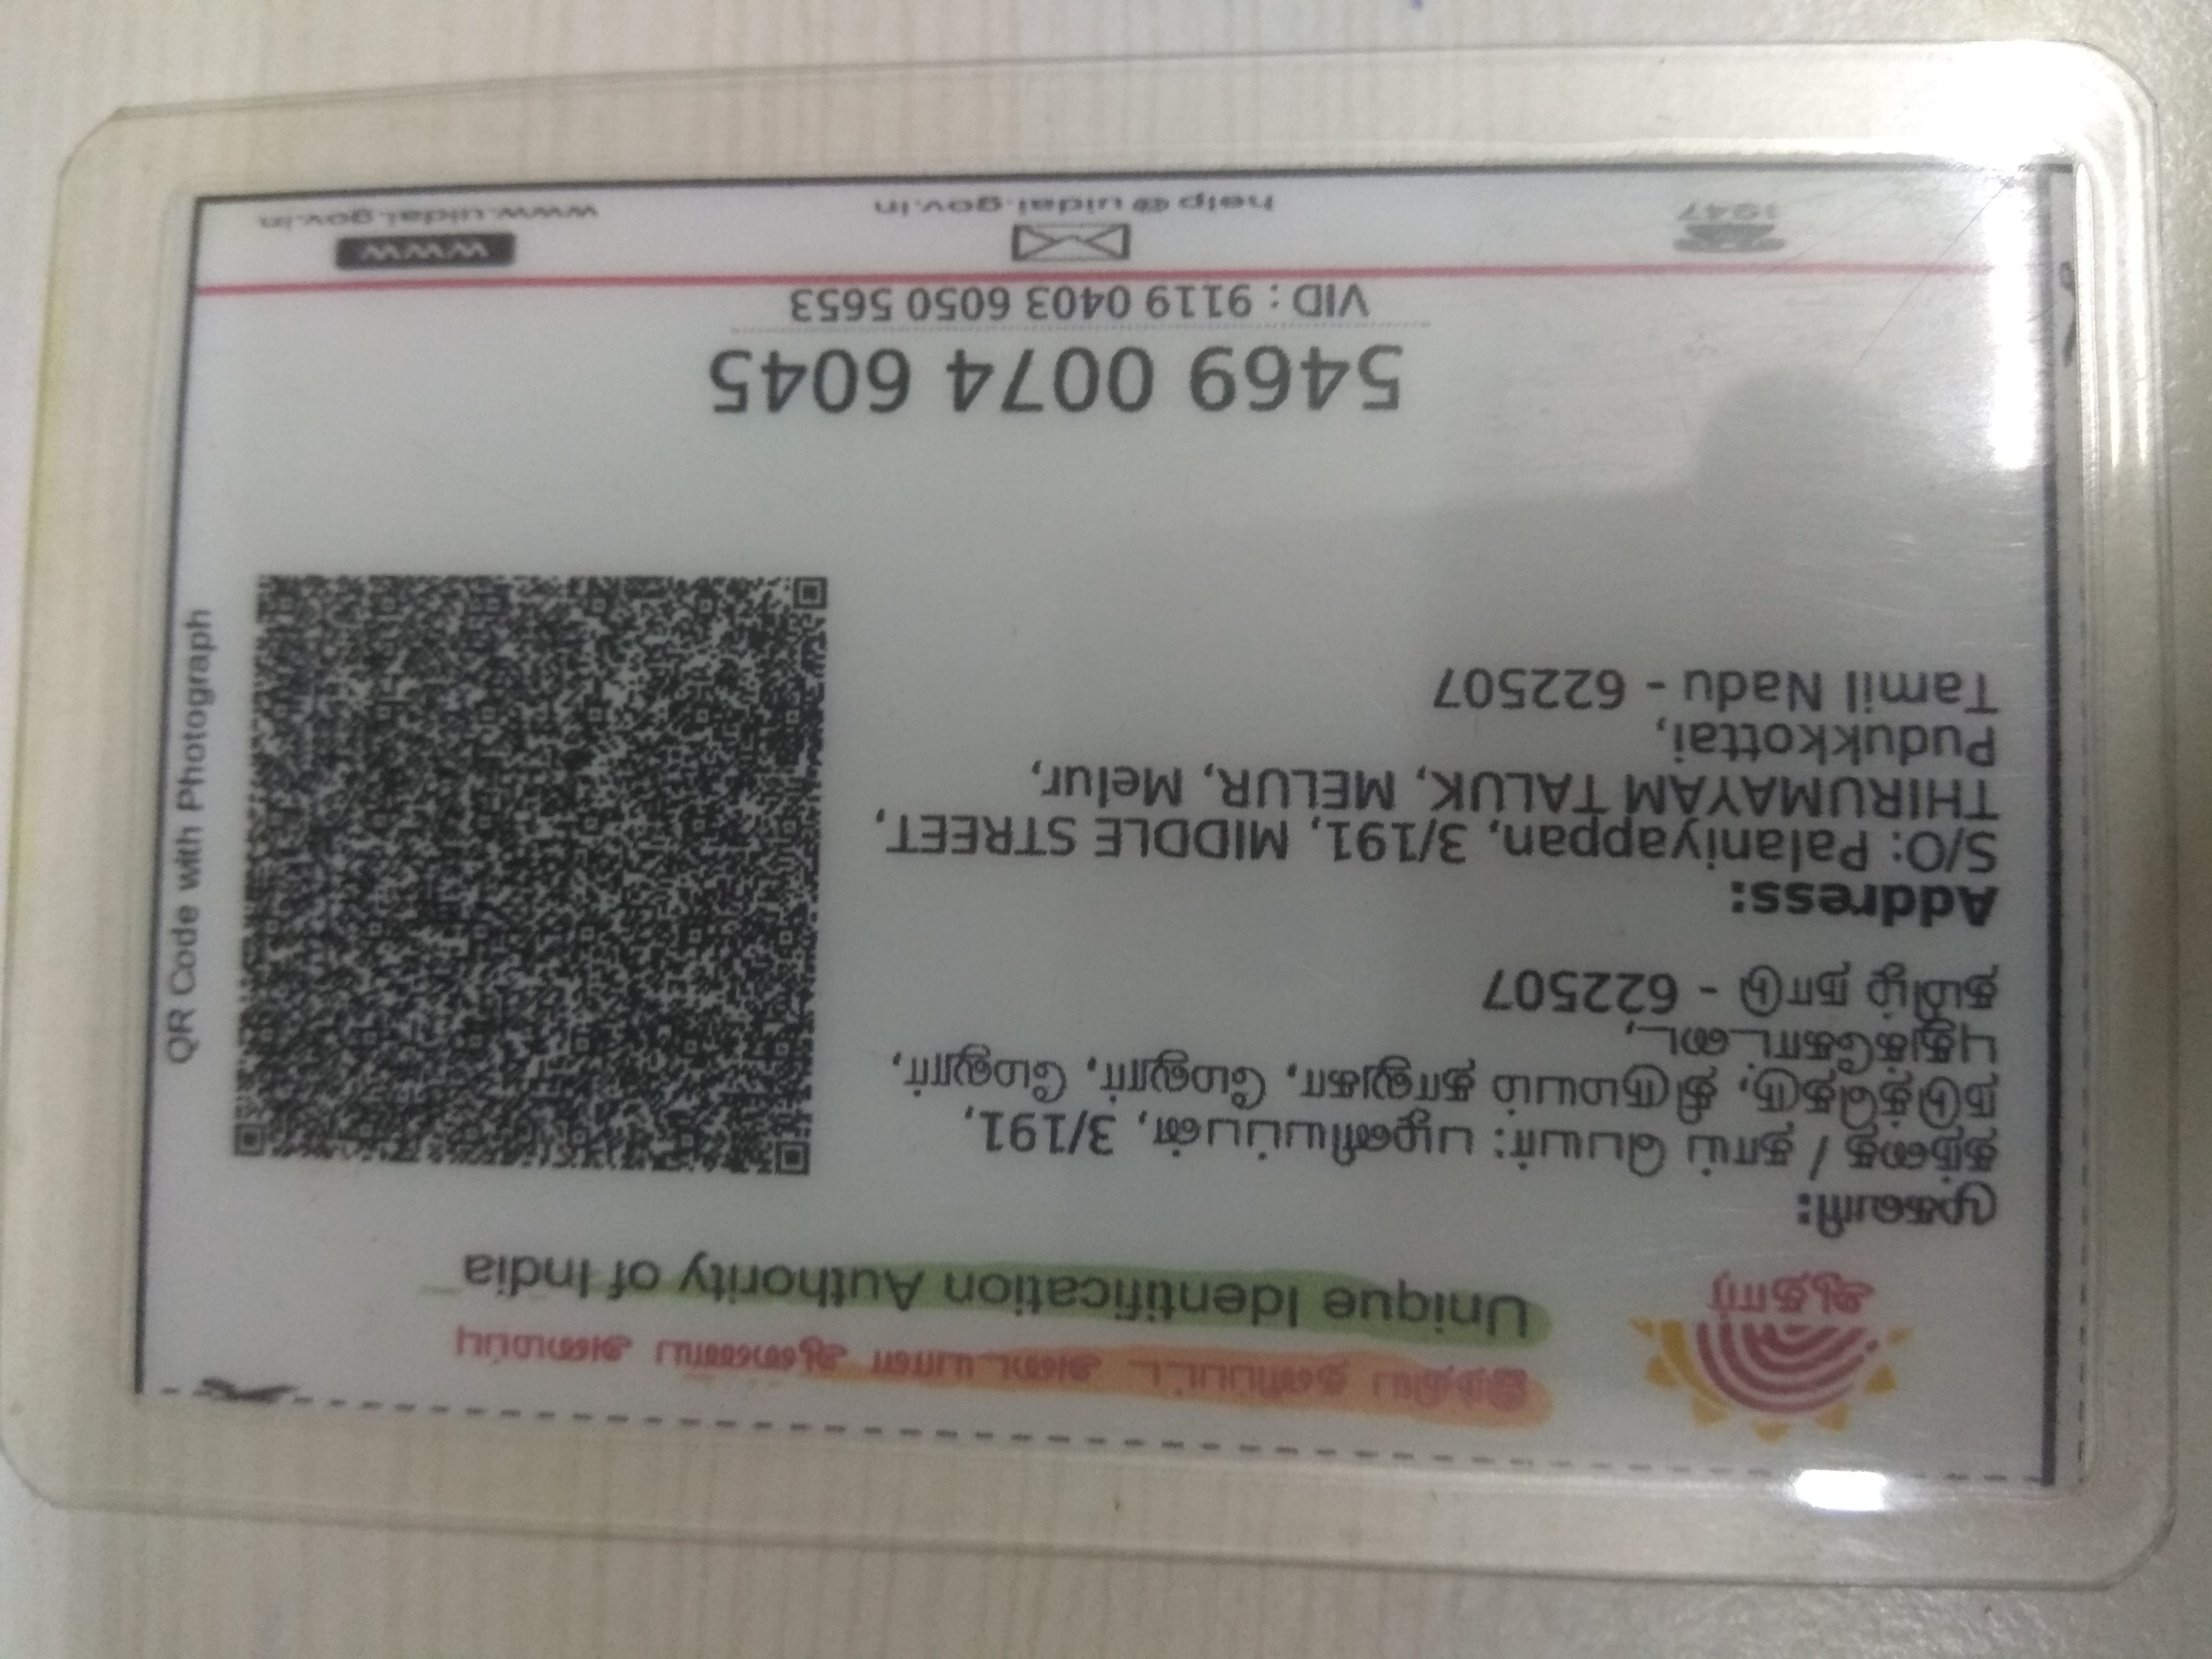 இந்திய தனிப்பட்ட அடையாள ஆணைய அமைப்பு
Unique Identification Authority of India
ஆதார்
முகவரி:
தந்தை / தாய் பெயர்: பழனியப்பன், 3/191,
நடுத்தெரு, திருமயம் தாலுகா, மேலூர், மேலூர்,
புதுக்கோட்டை,
தமிழ் நாடு - 622507
Address:
S/O: Palaniyappan, 3/191, MIDDLE STREET,
THIRUMAYAM TALUK, MELUR, Melur,
Pudukkottai,
Tamil Nadu - 622507
QR Code with Photograph
5469 0074 6045
VID : 9119 0403 6050 5653
1947
help@uidai.gov.in
WWW
www.uidai.gov.in